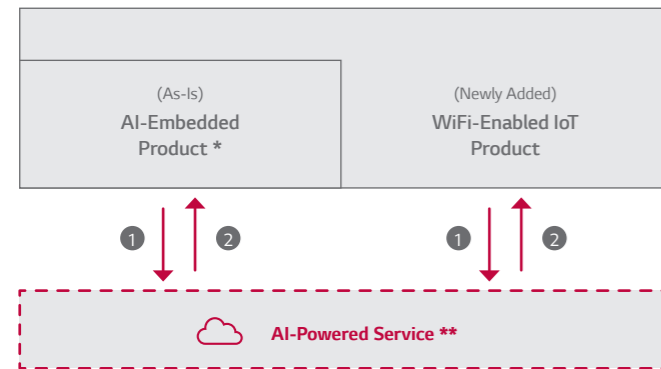 (As-Is)
AI-Embedded
Product *
(Newly Added)
WiFi-Enabled IoT
Product
1
2
1
2
AI-Powered Service **